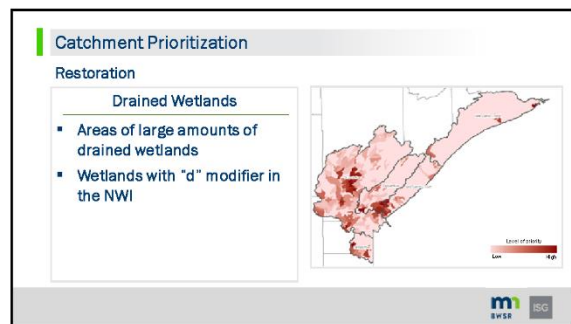 Catchment Prioritization
Restoration
Drained Wetlands
▪ Areas of large amounts of
drained wetlands
▪ Wetlands with "d" modifier in
the NWI
Level of priority
Low
High
mn
BWSR
ISG